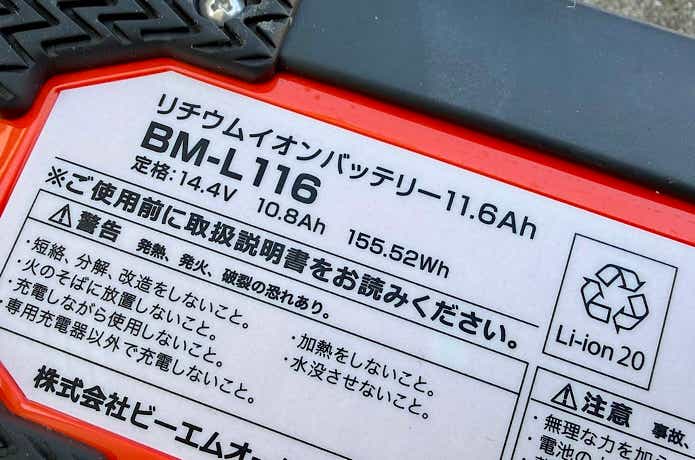 リチウムイオンバッテリー11.6Ah
BM-L116
定格:14.4V 10.8Ah 155.52Wh
※ご使用前に取扱説明書をお読みください。
警告 発熱、発火、破裂の恐れあり。
・短絡、分解、改造をしないこと。
・火のそばに放置しないこと。
・充電しながら使用しないこと。
・専用充電器以外で充電しないこと。
・加熱をしないこと。
・水没させないこと。
Li-ion 20
注意 事故、
・無理な力を加
・電池の
株式会社ビーエムオー